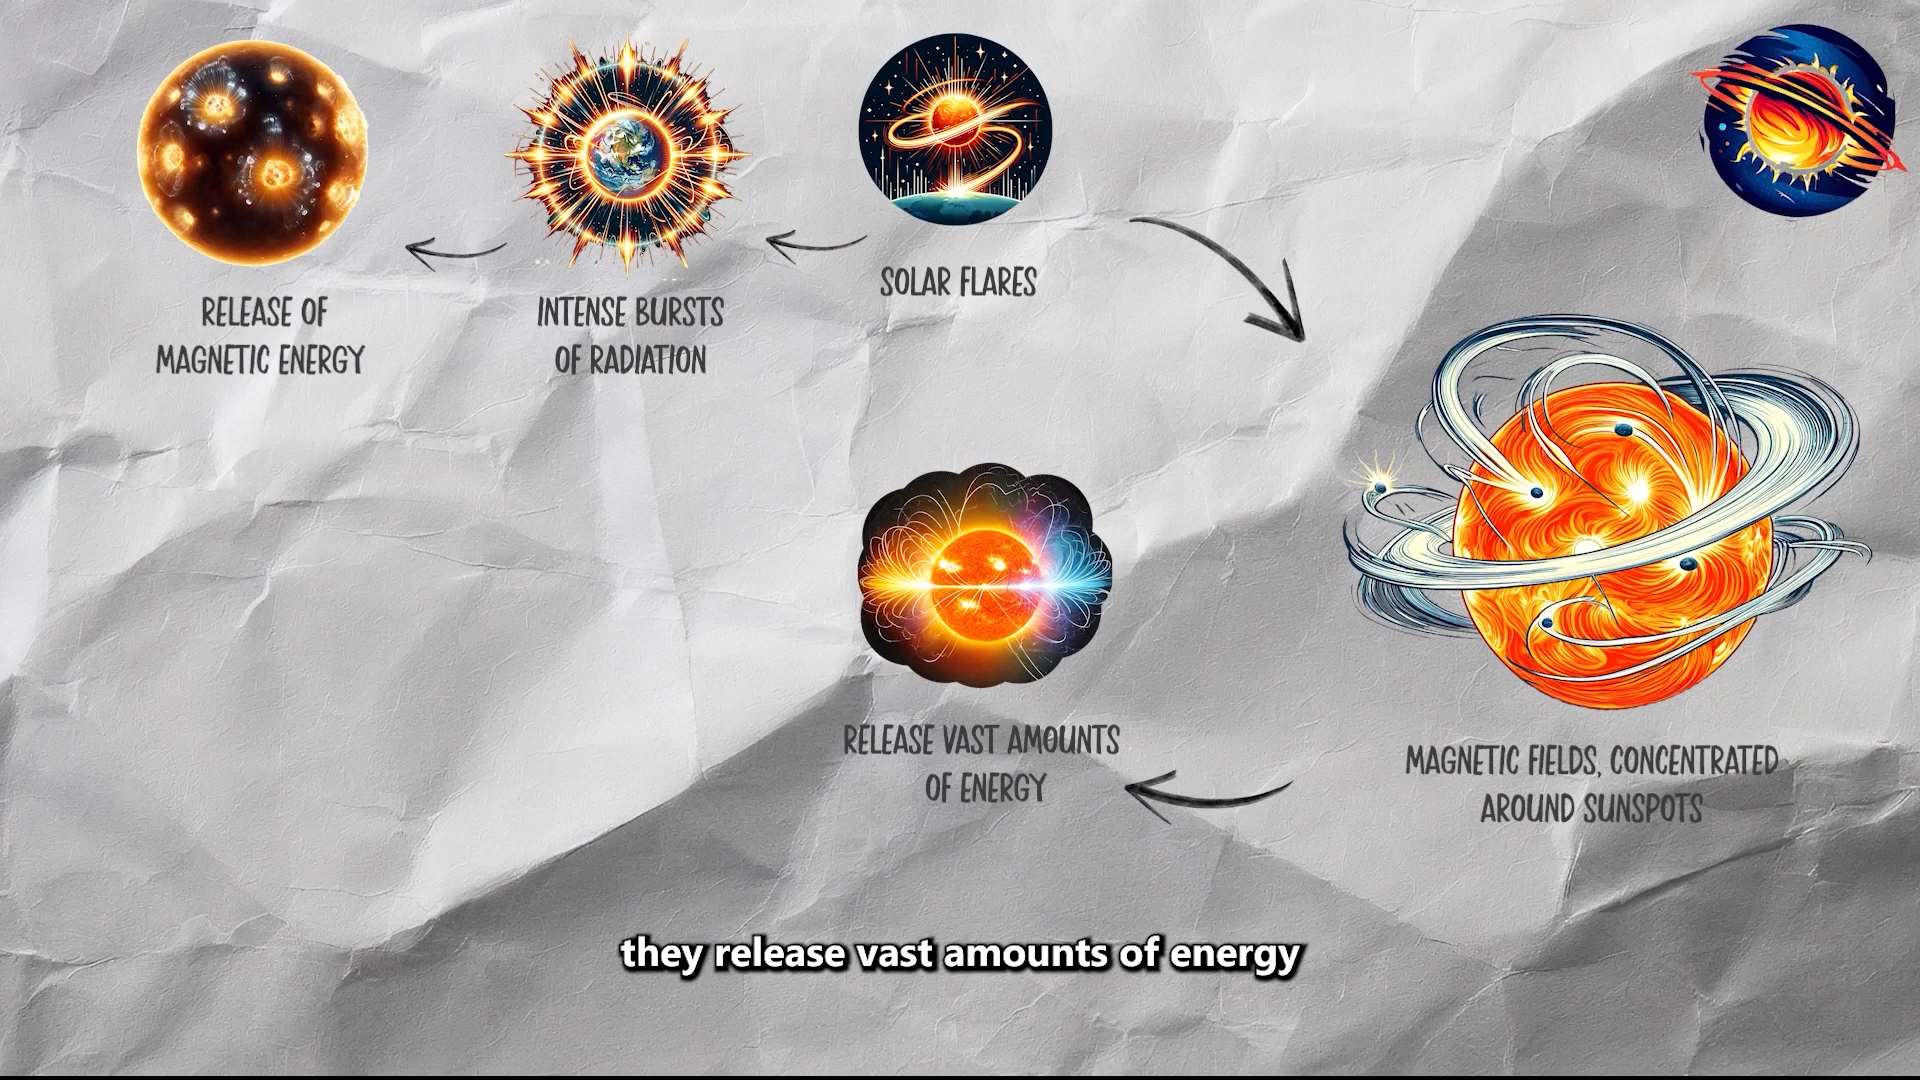 RELEASE OF
MAGNETIC ENERGY
INTENSE BURSTS
OF RADIATION
SOLAR FLARES
RELEASE VAST AMOUNTS
OF ENERGY
MAGNETIC FIELDS, CONCENTRATED
AROUND SUNSPOTS
they release vast amounts of energy